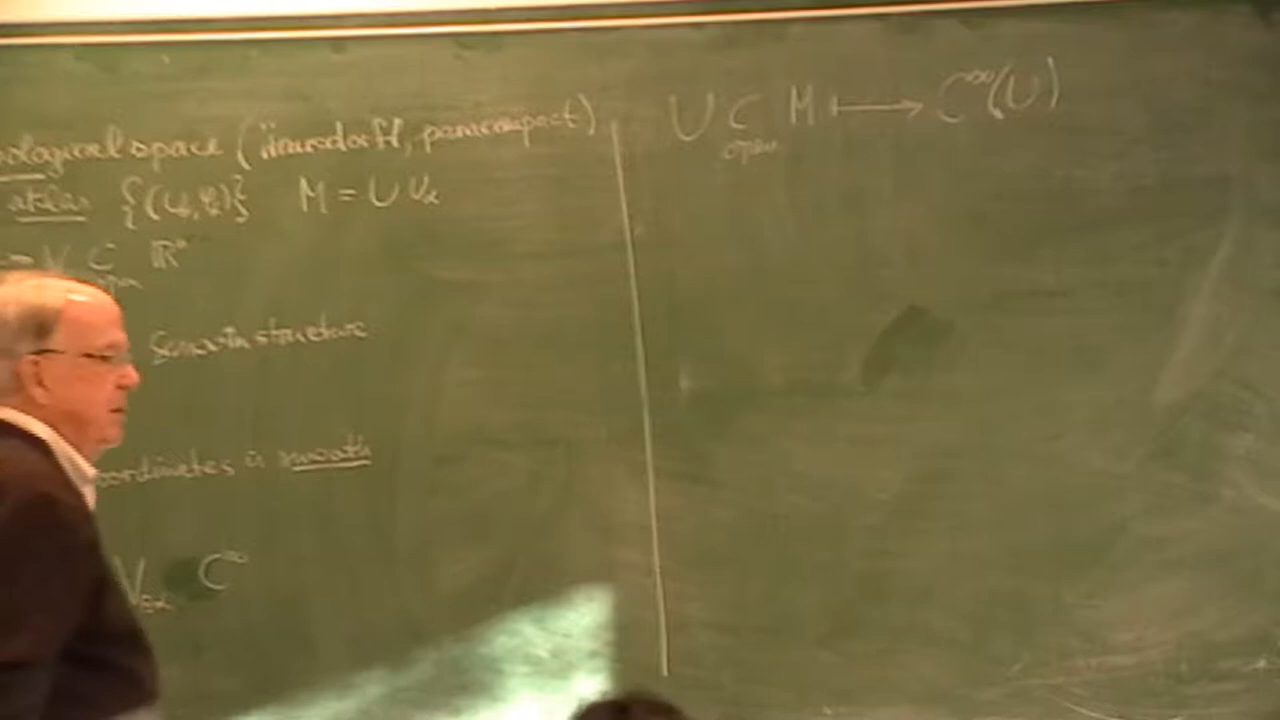 ological space (Hausdorff, paracompact)
atlas {(Uα, φα)} M = ∪ Uα
V ⊂ ℝⁿ
open
Smooth structure
oordinates is smooth
C^∞
U ⊂ M ⟼ C^∞(U)
open